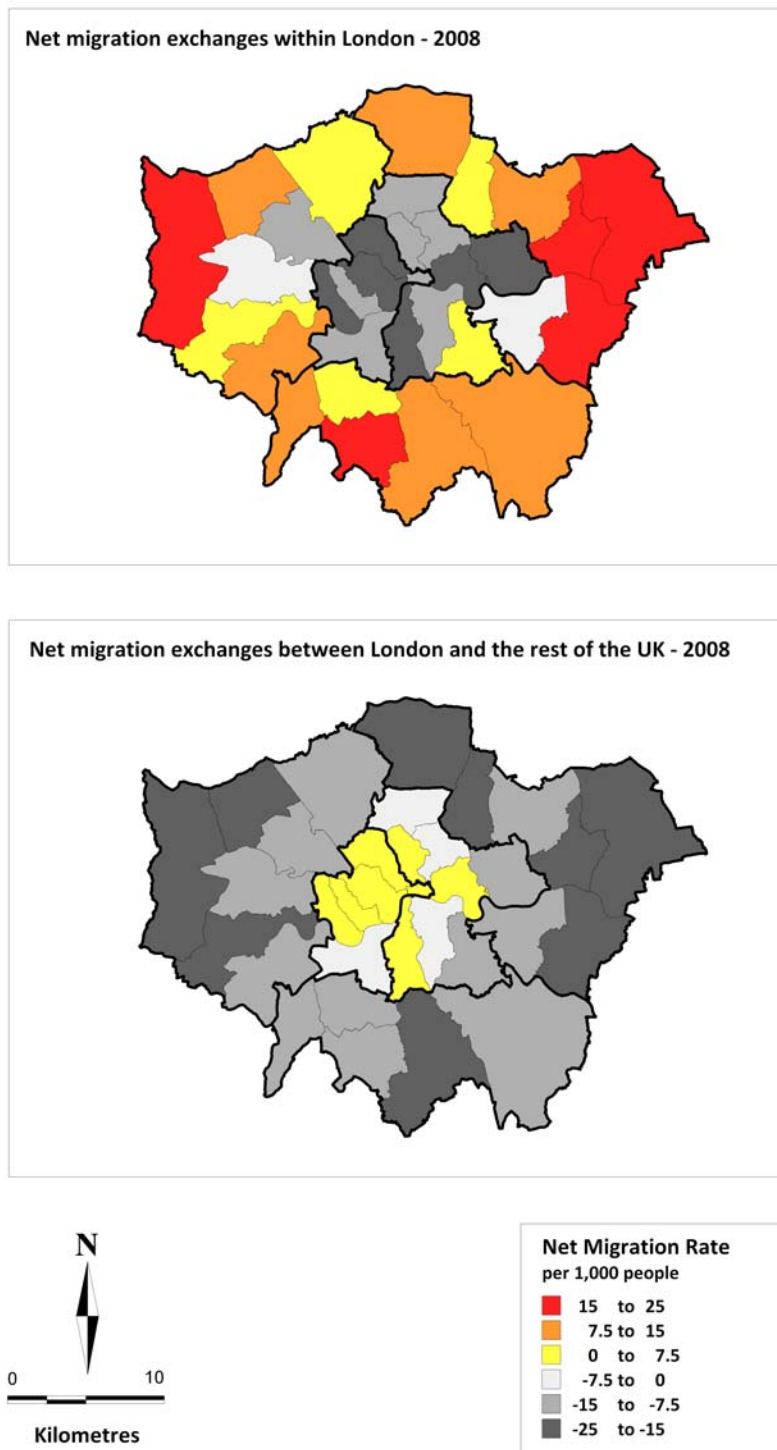 Net migration exchanges within London - 2008
Net migration exchanges between London and the rest of the UK - 2008
N
0 10
Kilometres
Net Migration Rate
per 1,000 people
15 to 25
7.5 to 15
0 to 7.5
-7.5 to 0
-15 to -7.5
-25 to -15